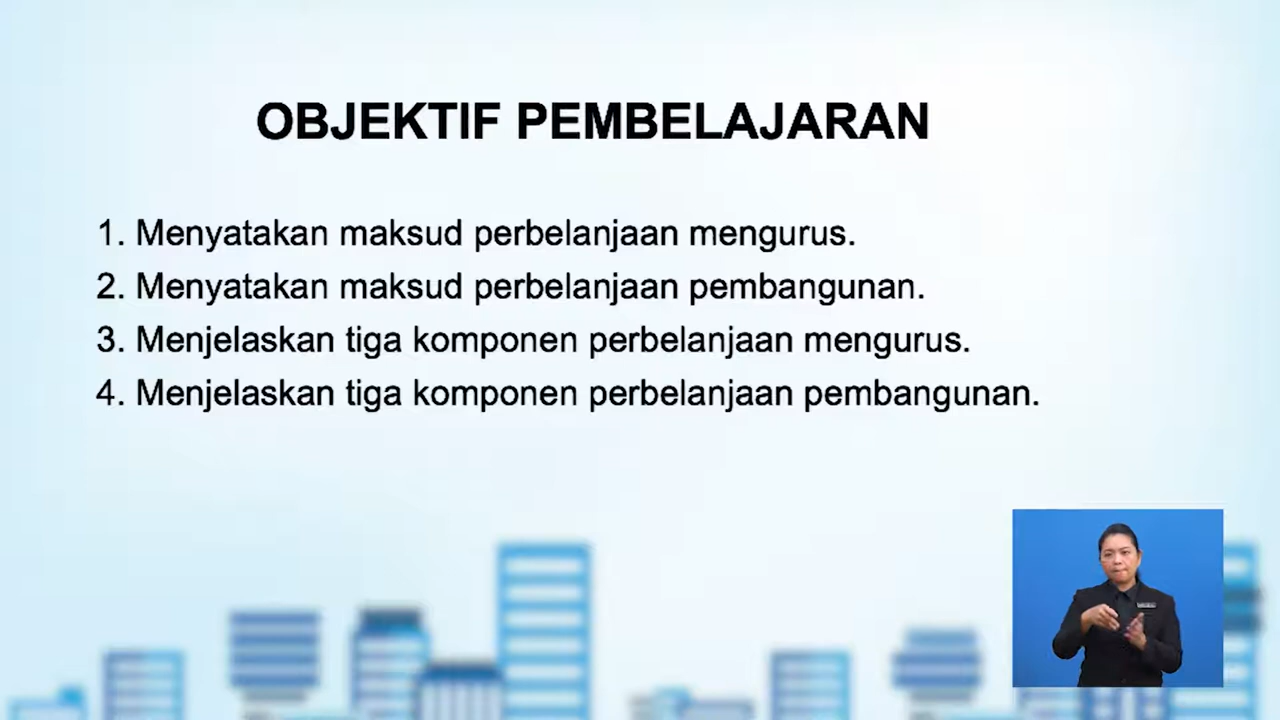 OBJEKTIF PEMBELAJARAN
1. Menyatakan maksud perbelanjaan mengurus.
2. Menyatakan maksud perbelanjaan pembangunan.
3. Menjelaskan tiga komponen perbelanjaan mengurus.
4. Menjelaskan tiga komponen perbelanjaan pembangunan.